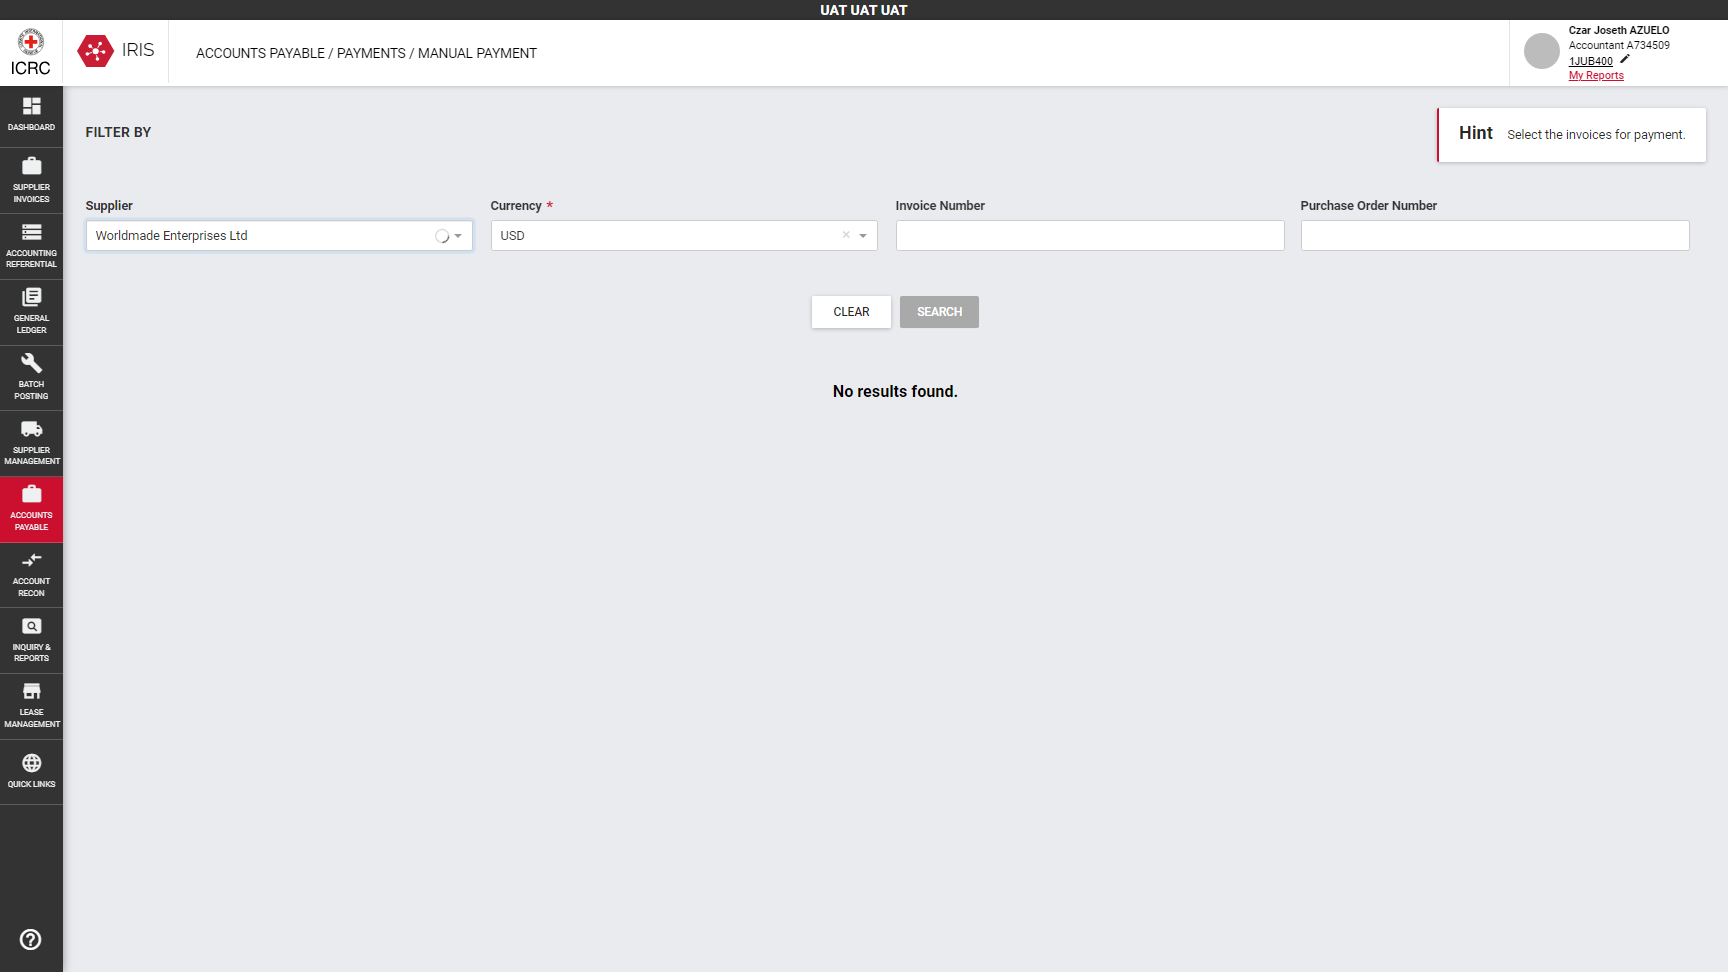 UAT UAT UAT
ICRC
IRIS
ACCOUNTS PAYABLE / PAYMENTS / MANUAL PAYMENT
Czar Joseth AZUELO
Accountant A734509
1JUB400
My Reports
DASHBOARD
SUPPLIER
INVOICES
ACCOUNTING
REFERENTIAL
GENERAL
LEDGER
BATCH
POSTING
SUPPLIER
MANAGEMENT
ACCOUNTS
PAYABLE
ACCOUNT
RECON
INQUIRY &
REPORTS
LEASE
MANAGEMENT
QUICK LINKS
FILTER BY
Hint Select the invoices for payment.
Supplier
Worldmade Enterprises Ltd
Currency *
USD
Invoice Number
Purchase Order Number
CLEAR
SEARCH
No results found.